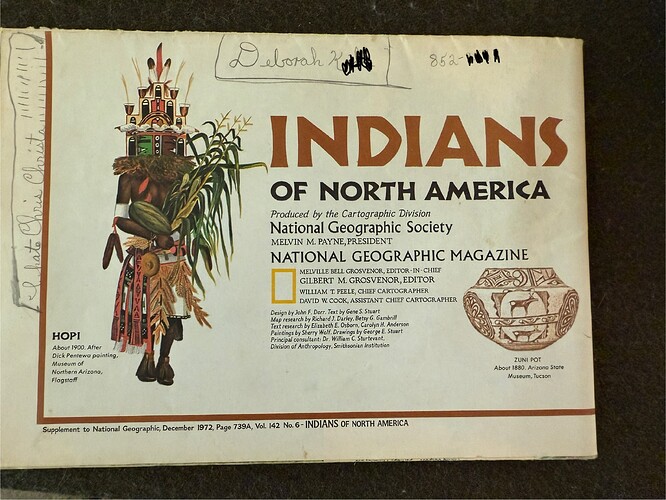 Deborah K
852-
I hate Chris Christa!!!!!!!!!
INDIANS
OF NORTH AMERICA
Produced by the Cartographic Division
National Geographic Society
MELVIN M. PAYNE, PRESIDENT
NATIONAL GEOGRAPHIC MAGAZINE
MELVILLE BELL GROSVENOR, EDITOR-IN-CHIEF
GILBERT M. GROSVENOR, EDITOR
WILLIAM T. PEELE, CHIEF CARTOGRAPHER
DAVID W. COOK, ASSISTANT CHIEF CARTOGRAPHER
Design by John F. Dorr. Text by Gene S. Stuart
Map research by Richard J. Darley, Betsy G. Gumbrill
Text research by Elizabeth E. Osborn, Carolyn H. Anderson
Paintings by Sherry Wolf. Drawings by George E. Stuart
Principal consultant: Dr. William C. Sturtevant,
Division of Anthropology, Smithsonian Institution
HOPI
About 1900. After
Dick Pentewa painting,
Museum of
Northern Arizona,
Flagstaff
ZUNI POT
About 1880. Arizona State
Museum, Tucson
Supplement to National Geographic, December 1972, Page 739A, Vol. 142 No. 6-INDIANS OF NORTH AMERICA